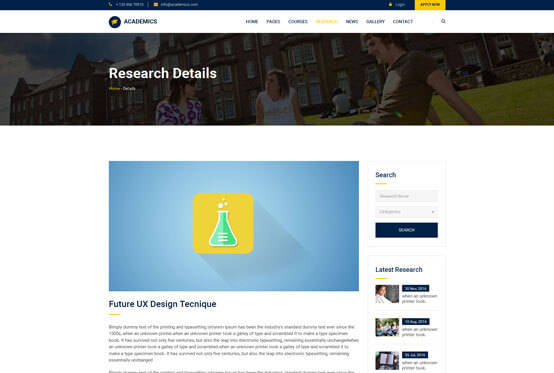 + 123 456 78910
info@academics.com
Login
APPLY NOW
ACADEMICS
HOME
PAGES
COURSES
RESEARCH
NEWS
GALLERY
CONTACT
Research Details
Home - Details
Search
Research Name
Categories
SEARCH
Latest Research
30 Nov, 2016
when an unknown
printer took.
10 Aug, 2016
when an unknown
printer took.
05 Jul, 2016
when an unknown
printer took.
Future UX Design Tecnique
Bimply dummy text of the printing and typesetting istryrem Ipsum has been the industry's standard dummy text ever since the
1500s, when an unknown printer.when an unknown printer took a galley of type and scrambled it to make a type specimen
book. It has survived not only five centuries, but also the leap into electronic typesetting, remaining essentially unchangedwhen
an unknown printer took a galley of type and scrambled.when an unknown printer took a galley of type and scrambled it to
make a type specimen book. It has survived not only five centuries, but also the leap into electronic typesetting, remaining
essentially unchanged